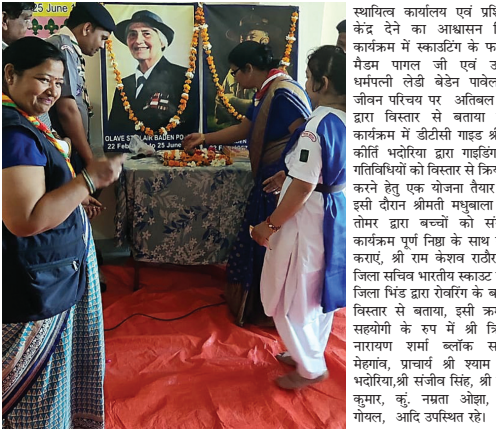 25 June 1
OLAVE ST CLAIR BADEN PO
22 Feb
to 25 June
स्थायित्व कार्यालय एवं
केंद्र देने का आश्वासन
कार्यक्रम में स्काउटिंग के
मैडम पागल जी एवं
धर्मपत्नी लेडी बेडेन पावेल
जीवन परिचय पर अतिबल
द्वारा विस्तार से बताया
कार्यक्रम में डीटीसी गाइड श्री
कीर्ति भदोरिया द्वारा गाइडिंग
गतिविधियों को विस्तार से
करने हेतु एक योजना तैयार
इसी दौरान श्रीमती मधुबाला
तोमर द्वारा बच्चों को
कार्यक्रम पूर्ण निष्ठा के साथ
कराएं, श्री राम केशव राठौर
जिला सचिव भारतीय स्काउट
जिला भिंड द्वारा रोवरिंग के
विस्तार से बताया, इसी
सहयोगी के रुप में श्री
नारायण शर्मा ब्लॉक
मेहगांव, प्राचार्य श्री श्याम
भदोरिया,श्री संजीव सिंह, श्री
कुमार, कु. नम्रता ओझा,
गोयल, आदि उपस्थित रहे।